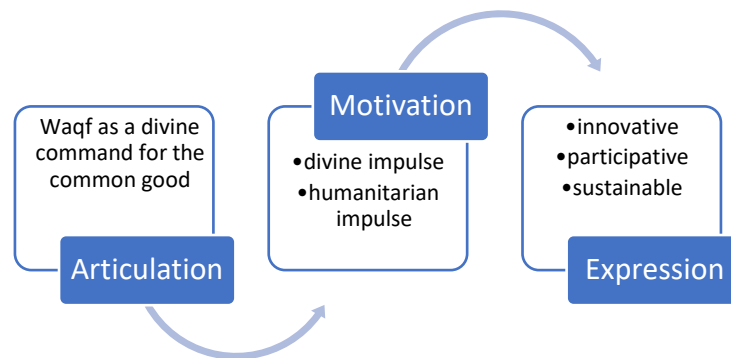 Waqf as a divine
command for the
common good
Articulation
Motivation
•divine impulse
•humanitarian
impulse
•innovative
•participative
•sustainable
Expression